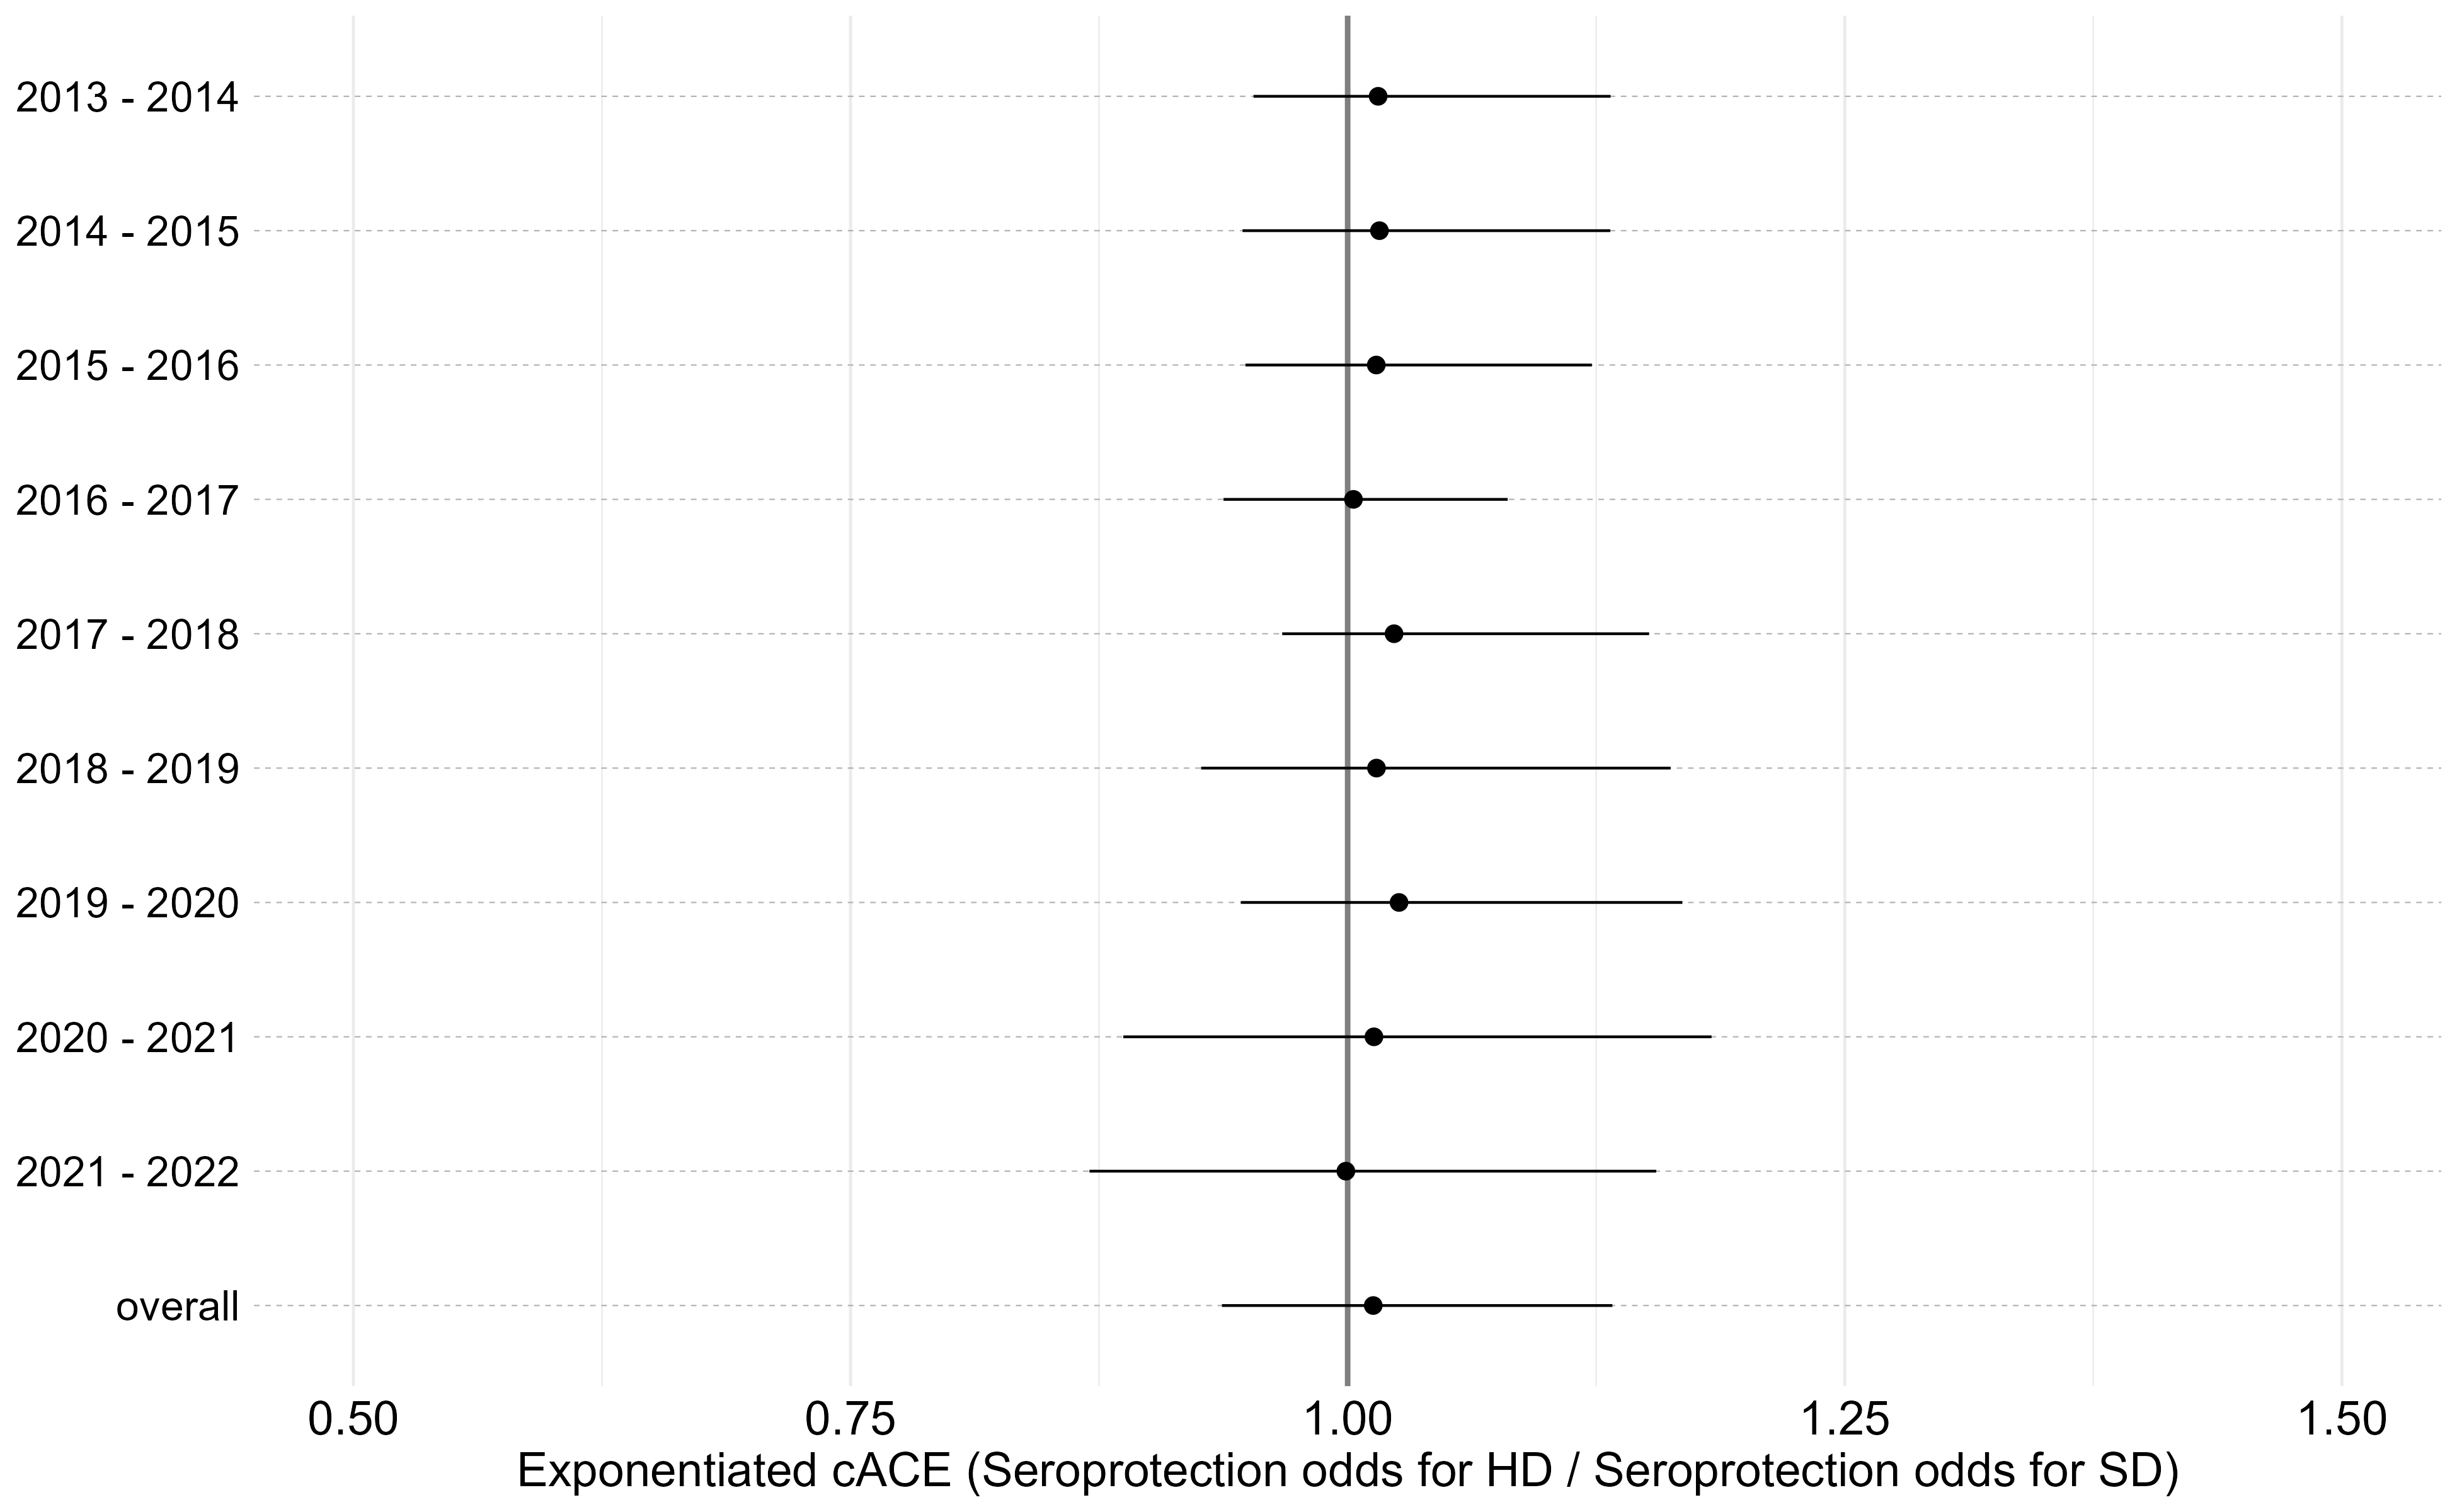 2013 - 2014
2014 - 2015
2015 - 2016
2016 - 2017
2017 - 2018
2018 - 2019
2019 - 2020
2020 - 2021
2021 - 2022
overall
0.50 0.75 1.00 1.25 1.50
Exponentiated cACE (Seroprotection odds for HD / Seroprotection odds for SD)